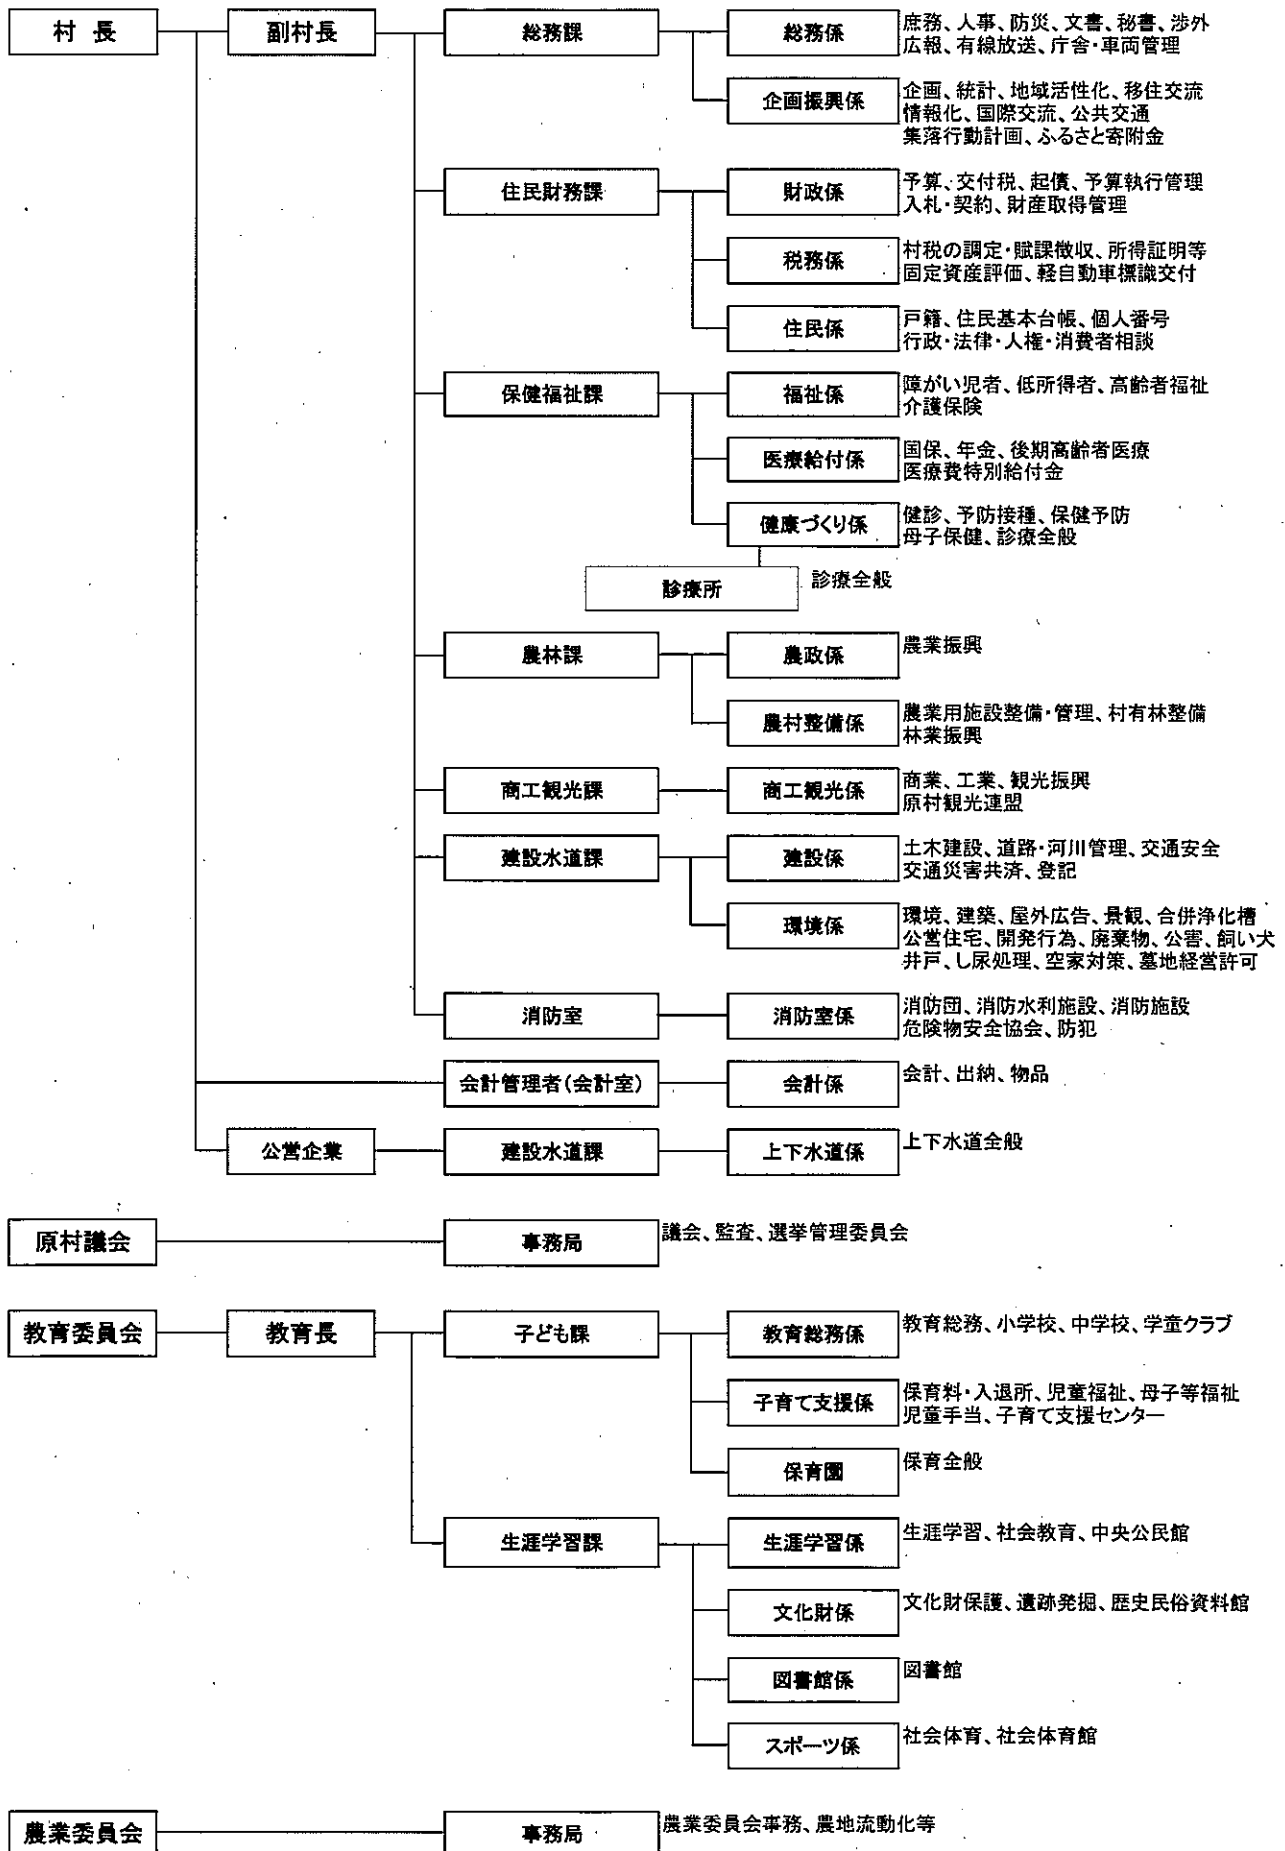 村 長
副村長
総務課
総務係
庶務、人事、防災、文書、秘書、渉外
広報、有線放送、庁舎・車両管理
企画振興係
企画、統計、地域活性化、移住交流
情報化、国際交流、公共交通
集落行動計画、ふるさと寄附金
住民財務課
財政係
予算、交付税、起債、予算執行管理
入札・契約、財産取得管理
税務係
村税の調定・賦課徴収、所得証明等
固定資産評価、軽自動車標識交付
住民係
戸籍、住民基本台帳、個人番号
行政・法律・人権・消費者相談
保健福祉課
福祉係
障がい児者、低所得者、高齢者福祉
介護保険
医療給付係
国保、年金、後期高齢者医療
医療費特別給付金
健康づくり係
健診、予防接種、保健予防
母子保健、診療全般
診療所
診療全般
農林課
農政係
農業振興
農村整備係
農業用施設整備・管理、村有林整備
林業振興
商工観光課
商工観光係
商業、工業、観光振興
原村観光連盟
建設水道課
建設係
土木建設、道路・河川管理、交通安全
交通災害共済、登記
環境係
環境、建築、屋外広告、景観、合併浄化槽
公営住宅、開発行為、廃棄物、公害、飼い犬
井戸、し尿処理、空家対策、墓地経営許可
消防室
消防室係
消防団、消防水利施設、消防施設
危険物安全協会、防犯
会計管理者(会計室)
会計係
会計、出納、物品
公営企業
建設水道課
上下水道係
上下水道全般
原村議会
事務局
議会、監査、選挙管理委員会
教育委員会
教育長
子ども課
教育総務係
教育総務、小学校、中学校、学童クラブ
子育て支援係
保育料・入退所、児童福祉、母子等福祉
児童手当、子育て支援センター
保育園
保育全般
生涯学習課
生涯学習係
生涯学習、社会教育、中央公民館
文化財係
文化財保護、遺跡発掘、歴史民俗資料館
図書館係
図書館
スポーツ係
社会体育、社会体育館
農業委員会
事務局
農業委員会事務、農地流動化等